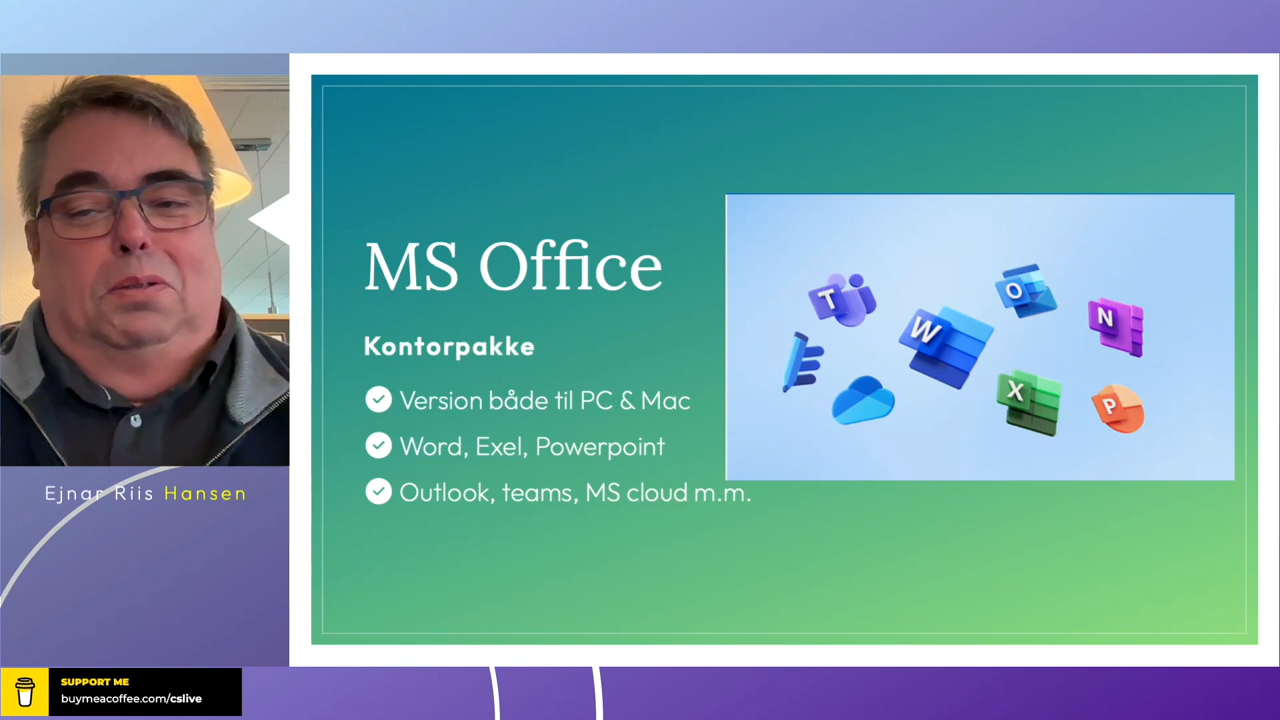 MS Office
Kontorpakke
Version både til PC & Mac
Word, Exel, Powerpoint
Outlook, teams, MS cloud m.m.
T
O
N
W
X
P
Ejnar Riis Hansen
SUPPORT ME
buymeacoffee.com/cslive